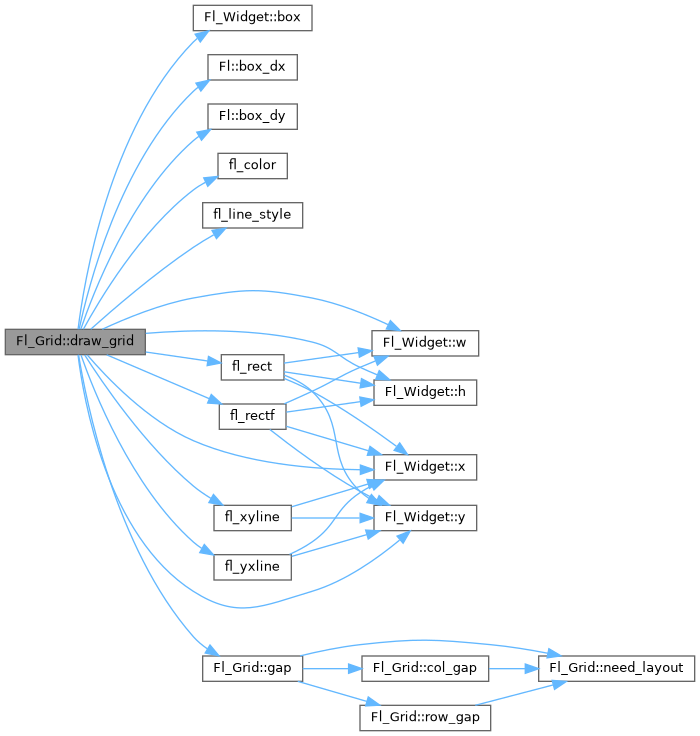 Fl_Widget::box
Fl::box_dx
Fl::box_dy
fl_color
fl_line_style
Fl_Grid::draw_grid
Fl_Widget::w
fl_rect
Fl_Widget::h
fl_rectf
Fl_Widget::x
fl_xyline
Fl_Widget::y
fl_yxline
Fl_Grid::gap
Fl_Grid::col_gap
Fl_Grid::need_layout
Fl_Grid::row_gap